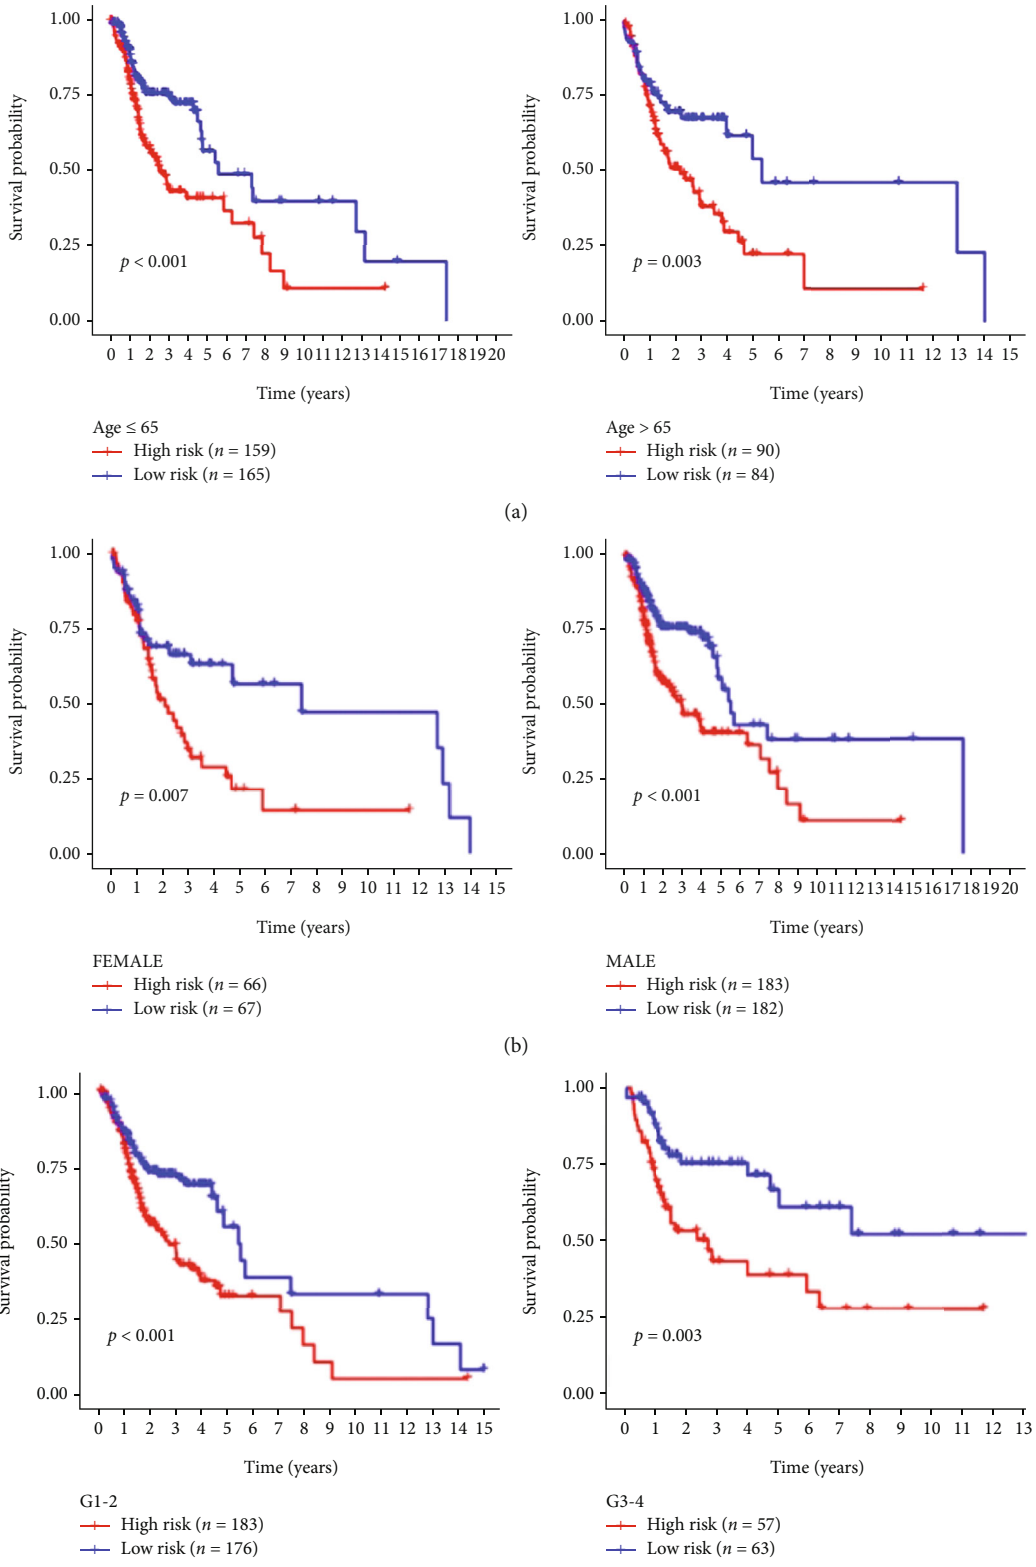 1.00
0.75
0.50
0.25
0.00
Survival probability
p < 0.001
0 1 2 3 4 5 6 7 8 9 10 11 12 13 14 15 16 17 18 19 20
Time (years)
Age ≤ 65
High risk (n = 159)
Low risk (n = 165)
1.00
0.75
0.50
0.25
0.00
Survival probability
p = 0.003
0 1 2 3 4 5 6 7 8 9 10 11 12 13 14 15
Time (years)
Age > 65
High risk (n = 90)
Low risk (n = 84)
(a)
1.00
0.75
0.50
0.25
0.00
Survival probability
p = 0.007
0 1 2 3 4 5 6 7 8 9 10 11 12 13 14 15
Time (years)
FEMALE
High risk (n = 66)
Low risk (n = 67)
1.00
0.75
0.50
0.25
0.00
Survival probability
p < 0.001
0 1 2 3 4 5 6 7 8 9 10 11 12 13 14 15 16 17 18 19 20
Time (years)
MALE
High risk (n = 183)
Low risk (n = 182)
(b)
1.00
0.75
0.50
0.25
0.00
Survival probability
p < 0.001
0 1 2 3 4 5 6 7 8 9 10 11 12 13 14 15
Time (years)
G1-2
High risk (n = 183)
Low risk (n = 176)
1.00
0.75
0.50
0.25
0.00
Survival probability
p = 0.003
0 1 2 3 4 5 6 7 8 9 10 11 12 13
Time (years)
G3-4
High risk (n = 57)
Low risk (n = 63)